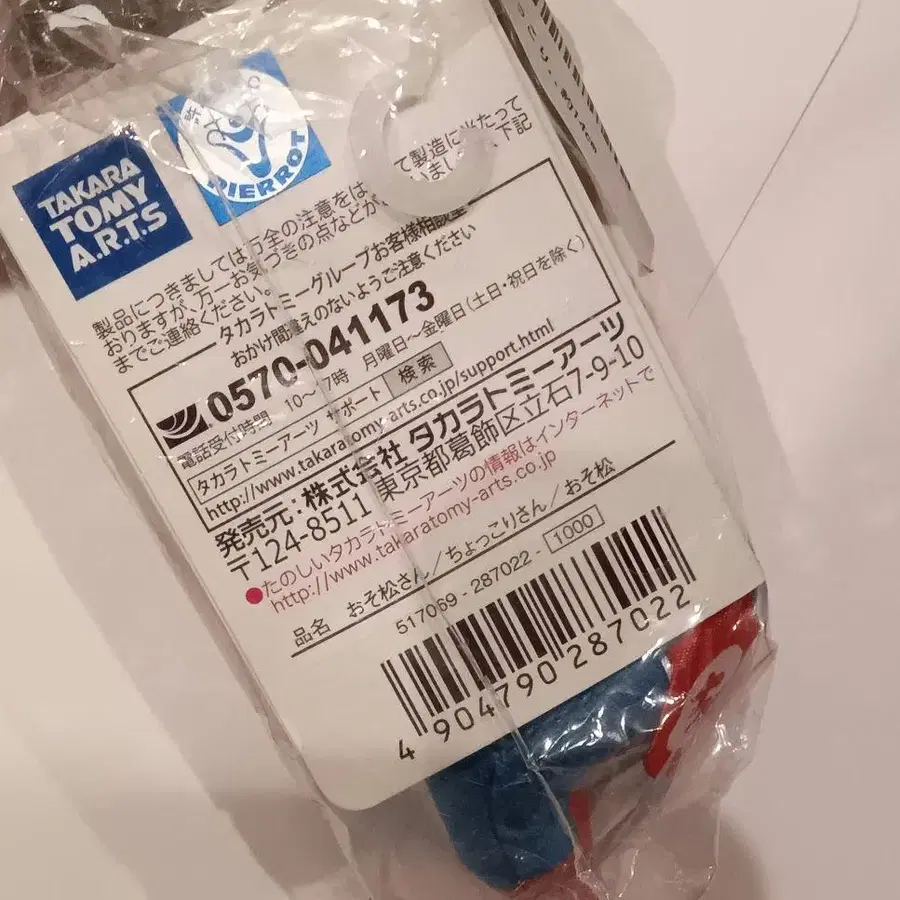 TAKARA
TOMY
A.R.T.S
許
PIERROT
製品につきましては万全の注意をは て製造に当たって
おりますが、万一お気づきの点などが いましたら下記
までご連絡ください。
タカラトミーグループお客様相談室
おかけ間違えのないようご注意ください
0570-041173
電話受付時間 10~17時 月曜日~金曜日(土日・祝日を除く)
タカラトミーアーツ サポート 検索
http://www.takaratomy-arts.co.jp/support.html
発売元:株式会社 タカラトミーアーツ
〒124-8511 東京都葛飾区立石7-9-10
●たのしいタカラトミーアーツの情報はインターネットで
http://www.takaratomy-arts.co.jp
品名 おそ松さん/ちょっこりさん/おそ松
517069-287022- 1000
4 904790 287022